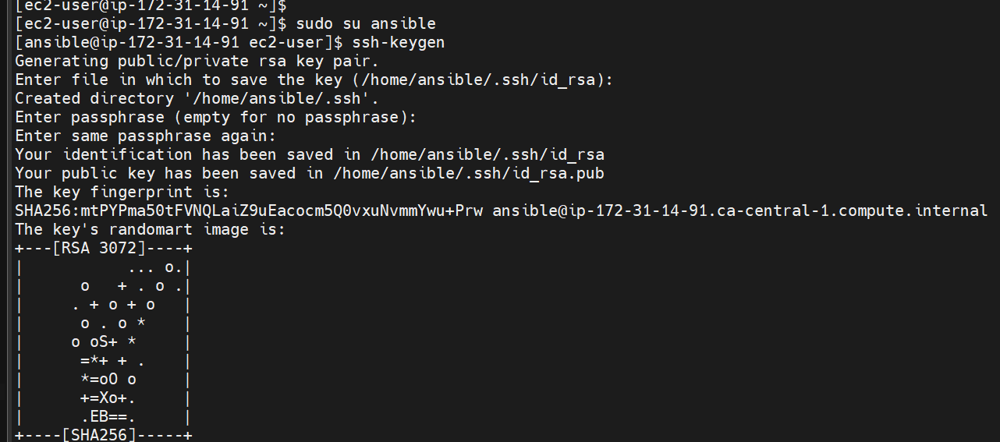 [ec2-user@ip-172-31-14-91 ~]$
[ec2-user@ip-172-31-14-91 ~]$ sudo su ansible
[ansible@ip-172-31-14-91 ec2-user]$ ssh-keygen
Generating public/private rsa key pair.
Enter file in which to save the key (/home/ansible/.ssh/id_rsa):
Created directory '/home/ansible/.ssh'.
Enter passphrase (empty for no passphrase):
Enter same passphrase again:
Your identification has been saved in /home/ansible/.ssh/id_rsa
Your public key has been saved in /home/ansible/.ssh/id_rsa.pub
The key fingerprint is:
SHA256:mtPYPma50tFVNQLaiZ9uEacocm5Q0vxuNvmmYwu+Prw ansible@ip-172-31-14-91.ca-central-1.compute.internal
The key's randomart image is:
+---[RSA 3072]----+
|           ... o.|
|      o   + . o .|
|     . + o + o   |
|      o . o *    |
|     o oS+ *     |
|      =*+ + .    |
|      *=oO o     |
|      +=Xo+.     |
|      .EB==.     |
+----[SHA256]-----+